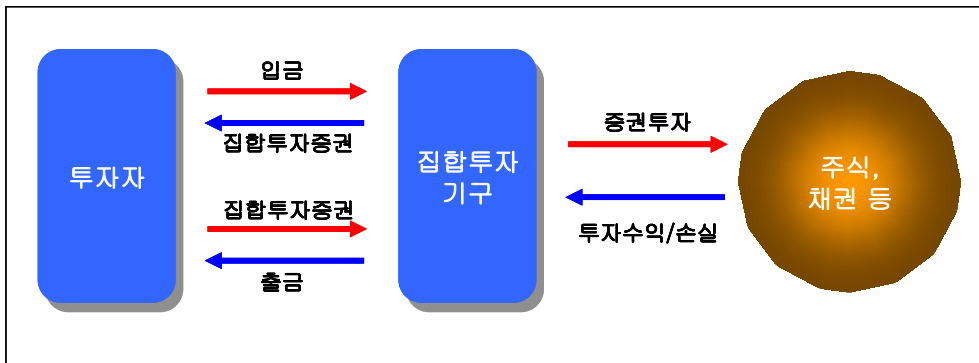 투자자
입금
집합투자증권
집합투자증권
출금
집합투자
기구
증권투자
투자수익/손실
주식,
채권 등